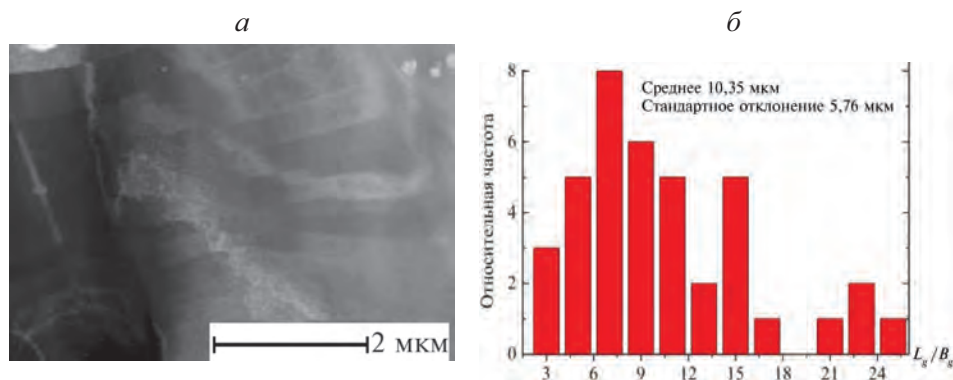 а
б
2 мкм
Относительная частота
8
6
4
2
0
Среднее 10,35 мкм
Стандартное отклонение 5,76 мкм
3 6 9 12 15 18 21 24
L_g/B_g